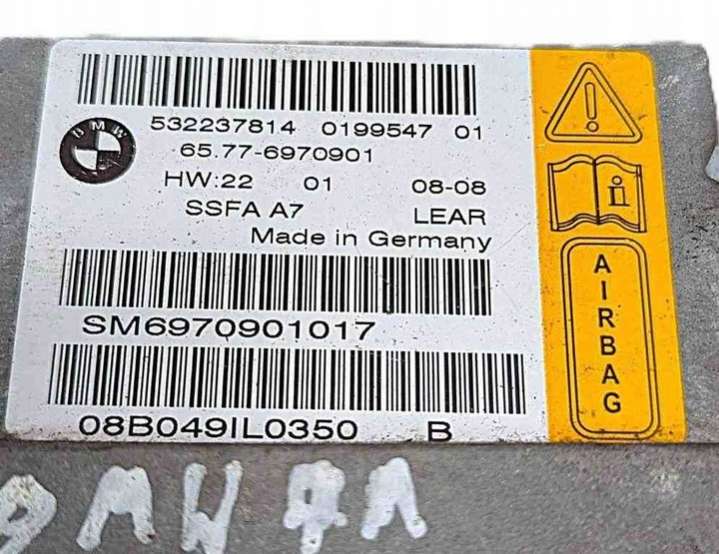 BMW
532237814 0199547 01
65.77-6970901
HW:22 01 08-08
SSFA A7 LEAR
Made in Germany
SM6970901017
08B049IL0350 B
AIRBAG